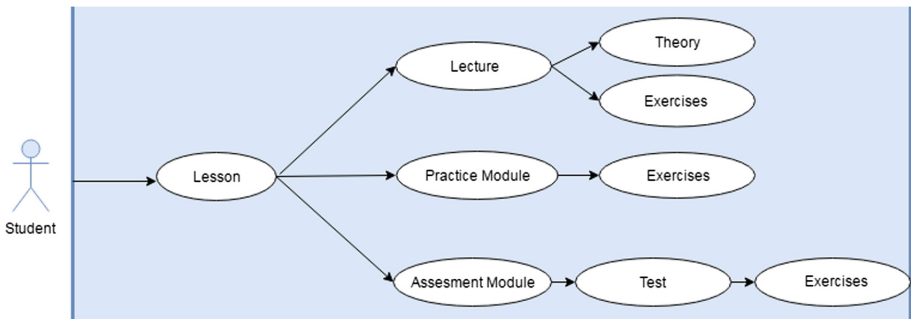 Theory
Lecture
Exercises
Lesson
Practice Module
Exercises
Student
Assesment Module
Test
Exercises